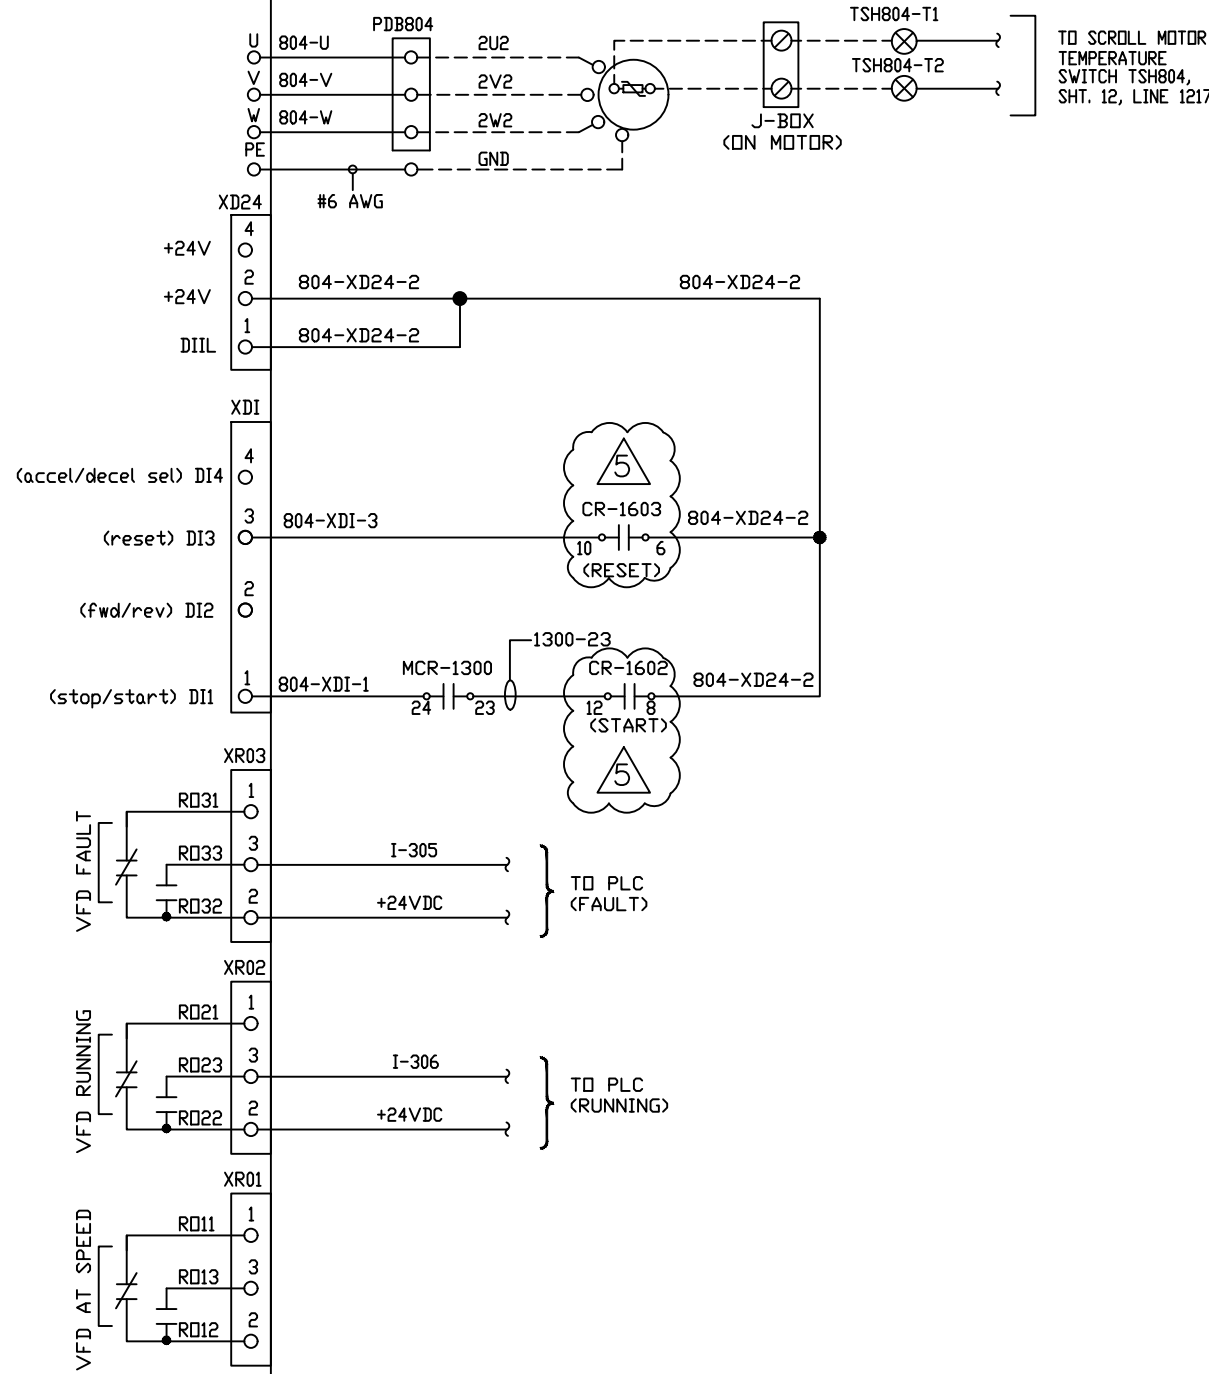 PDB804
TSH804-T1
U 804-U 2U2
TO SCROLL MOTOR
TEMPERATURE
SWITCH TSH804,
SHT. 12, LINE 1217
TSH804-T2
V 804-V 2V2
W 804-W 2W2
J-BOX
(ON MOTOR)
PE GND
#6 AWG
XD24
4
+24V
2
+24V 804-XD24-2 804-XD24-2
1
DIIL 804-XD24-2
XDI
4
(accel/decel sel) DI4
5
CR-1603
3
(reset) DI3 804-XDI-3 804-XD24-2
10 6
(RESET)
2
(fwd/rev) DI2
1300-23
MCR-1300 CR-1602
1
(stop/start) DI1 804-XDI-1 804-XD24-2
24 23 12 8
(START)
5
XRO3
VFD FAULT
RO31 1
RO33 3 I-305
RO32 2 +24VDC
TO PLC
(FAULT)
XRO2
VFD RUNNING
RO21 1
RO23 3 I-306
RO22 2 +24VDC
TO PLC
(RUNNING)
XRO1
VFD AT SPEED
RO11 1
RO13 3
RO12 2